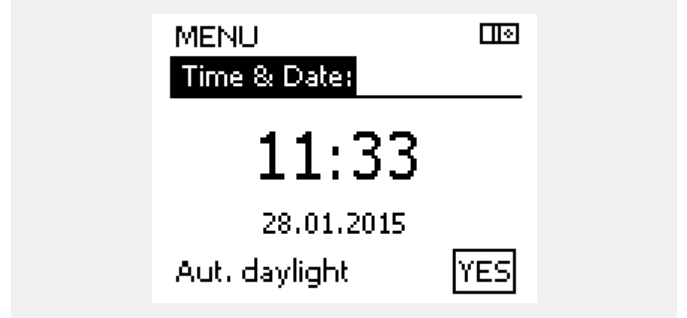 MENU
Time & Date:
11:33
28.01.2015
Aut. daylight YES